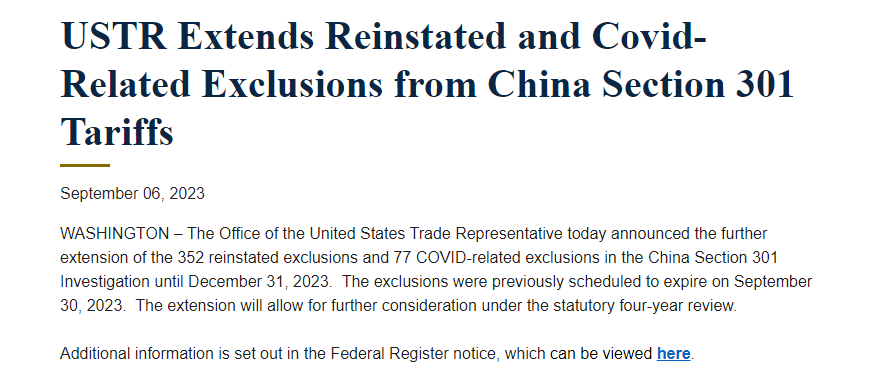 USTR Extends Reinstated and Covid-
Related Exclusions from China Section 301
Tariffs
September 06, 2023
WASHINGTON – The Office of the United States Trade Representative today announced the further
extension of the 352 reinstated exclusions and 77 COVID-related exclusions in the China Section 301
Investigation until December 31, 2023.  The exclusions were previously scheduled to expire on September
30, 2023.  The extension will allow for further consideration under the statutory four-year review.
Additional information is set out in the Federal Register notice, which can be viewed here.